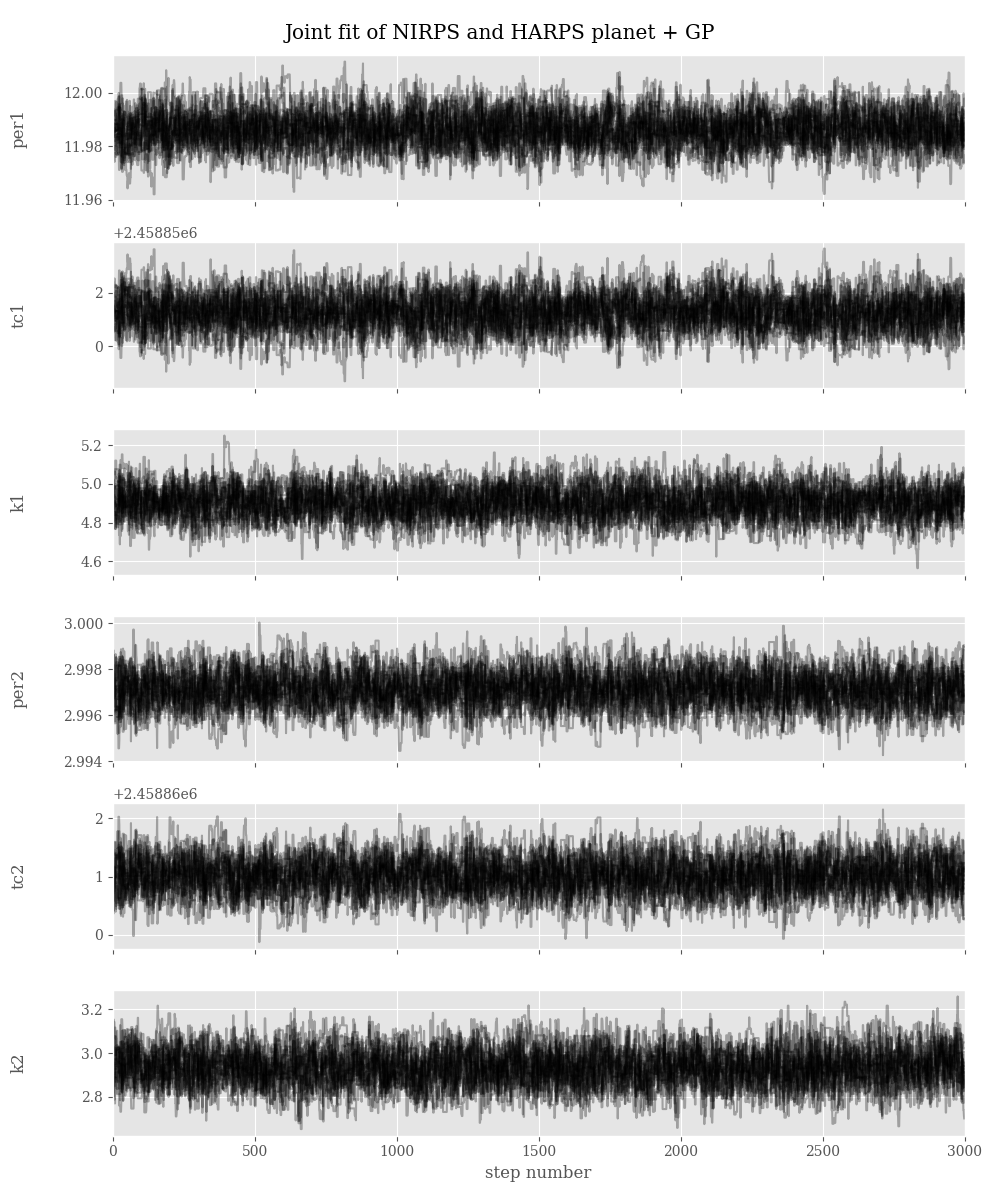 Joint fit of NIRPS and HARPS planet + GP
12.00
11.98
11.96
per1
+2.45885e6
2
0
tc1
5.2
5.0
4.8
4.6
k1
3.000
2.998
2.996
2.994
per2
+2.45886e6
2
1
0
tc2
3.2
3.0
2.8
k2
0 500 1000 1500 2000 2500 3000
step number